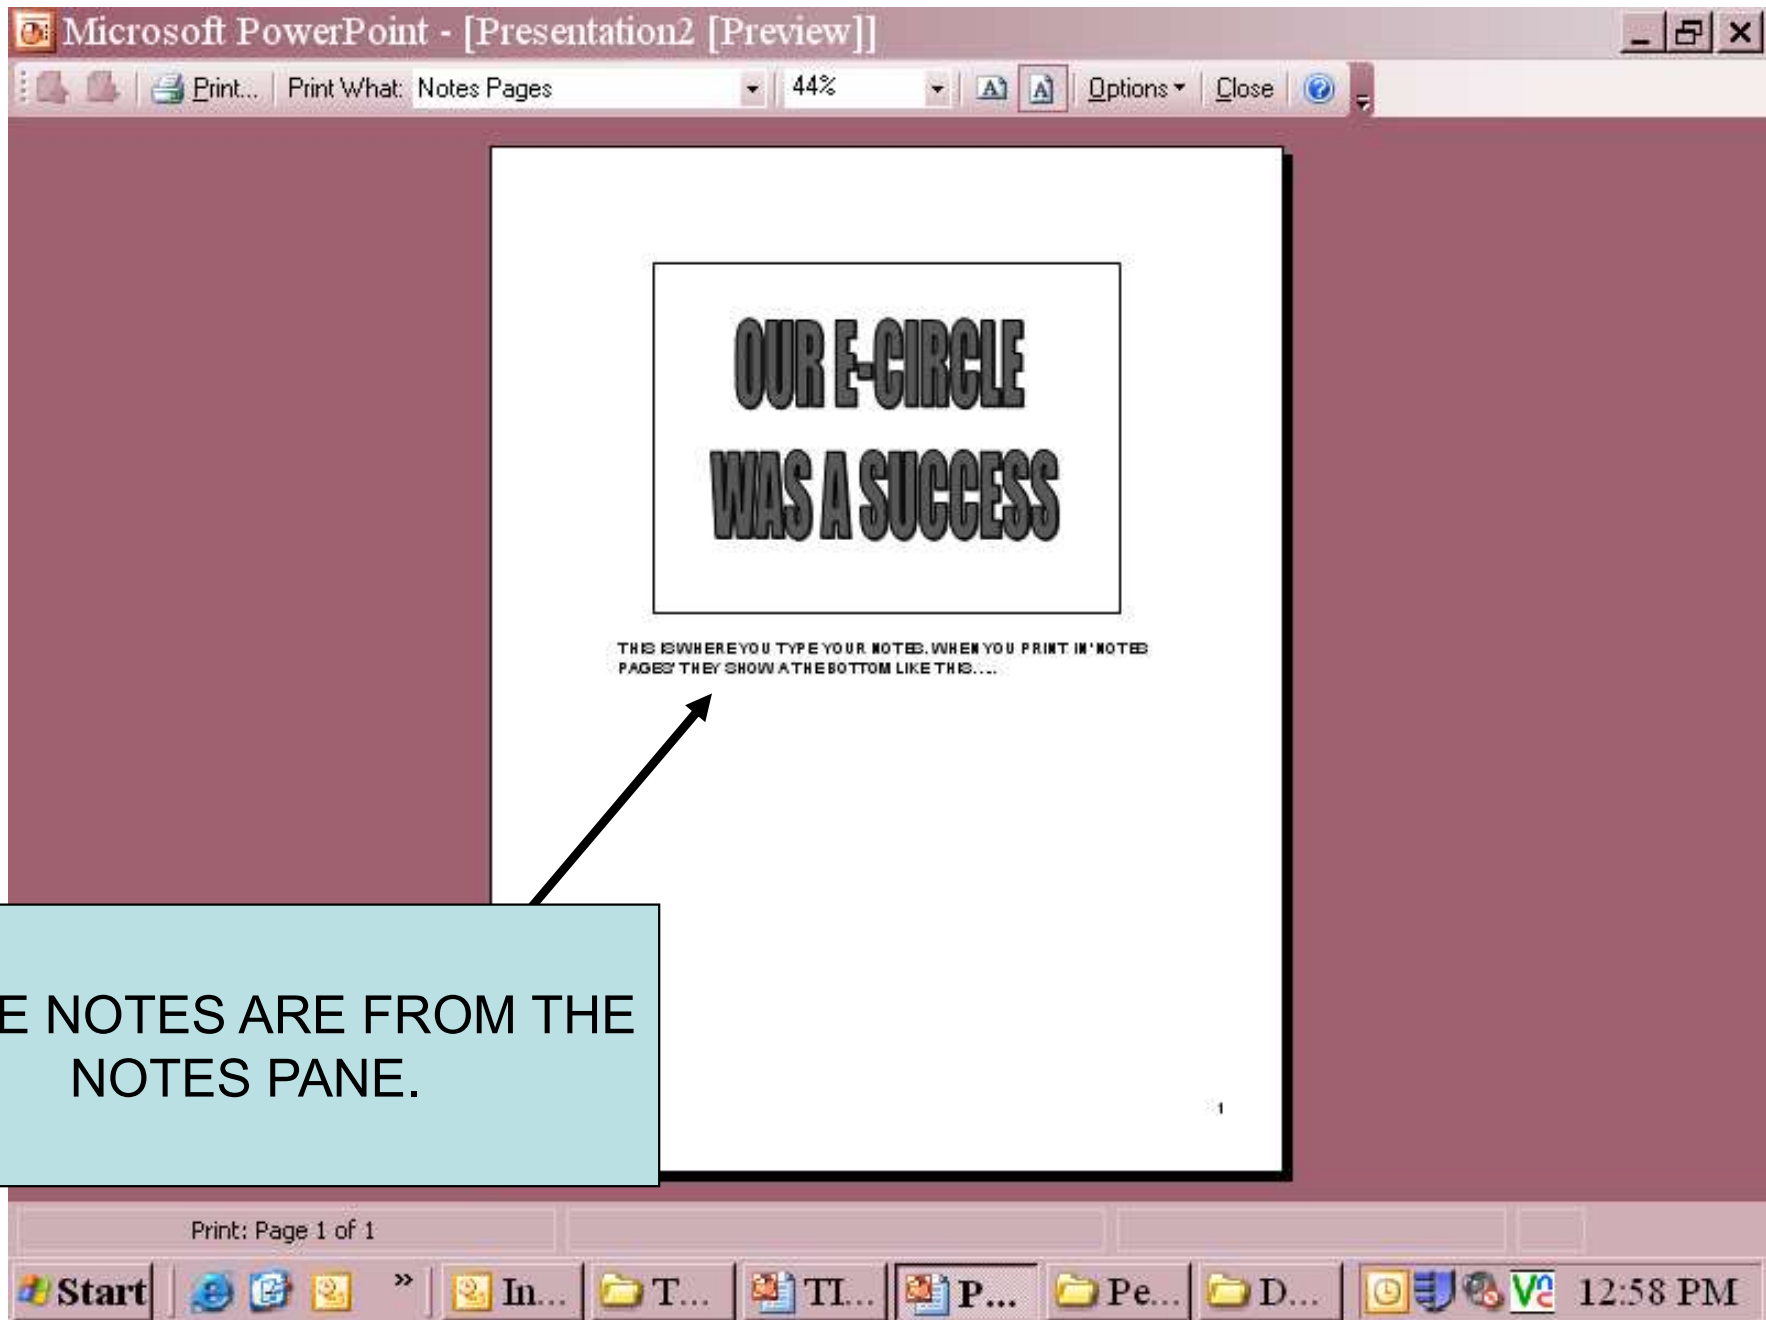 Microsoft PowerPoint - [Presentation2 [Preview]]
Print... Print What: Notes Pages 44% Options Close
OUR E-CIRCLE
WAS A SUCCESS
THIS IS WHERE YOU TYPE YOUR NOTES. WHEN YOU PRINT IN 'NOTES
PAGES' THEY SHOW A THE BOTTOM LIKE THIS.....
E NOTES ARE FROM THE
NOTES PANE.
1
Print: Page 1 of 1
Start » In... T... TI... P... Pe... D... 12:58 PM